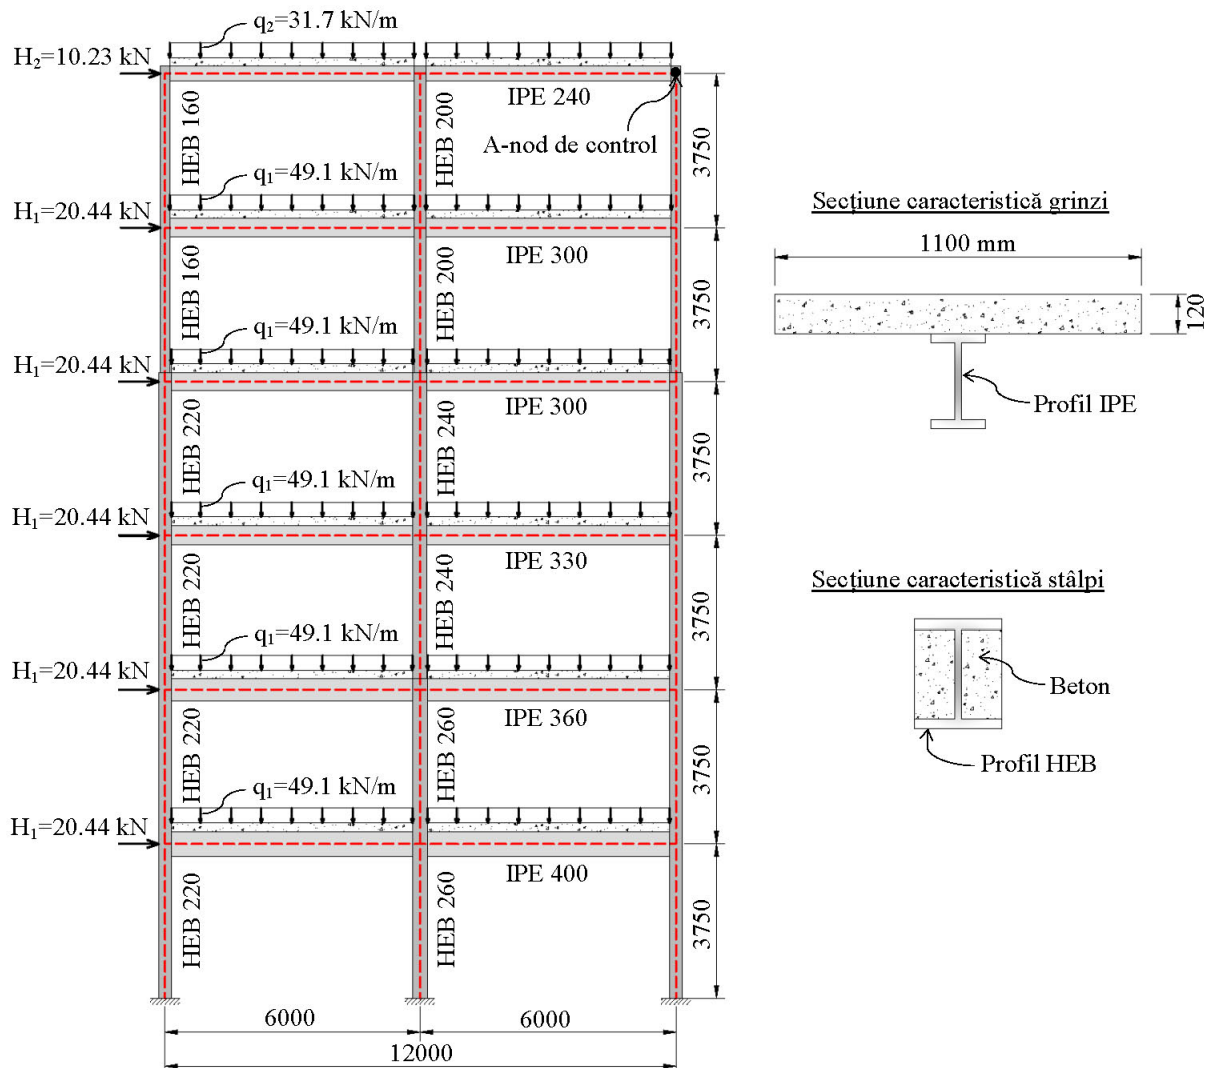 q₂=31.7 kN/m
H₂=10.23 kN
IPE 240
HEB 160
HEB 200
A-nod de control
3750
q₁=49.1 kN/m
H₁=20.44 kN
IPE 300
HEB 160
HEB 200
3750
q₁=49.1 kN/m
H₁=20.44 kN
IPE 300
HEB 220
HEB 240
3750
q₁=49.1 kN/m
H₁=20.44 kN
IPE 330
HEB 220
HEB 240
3750
q₁=49.1 kN/m
H₁=20.44 kN
IPE 360
HEB 220
HEB 260
3750
q₁=49.1 kN/m
H₁=20.44 kN
IPE 400
HEB 220
HEB 260
3750
6000
6000
12000
Secțiune caracteristică grinzi
1100 mm
120
Profil IPE
Secțiune caracteristică stâlpi
Beton
Profil HEB